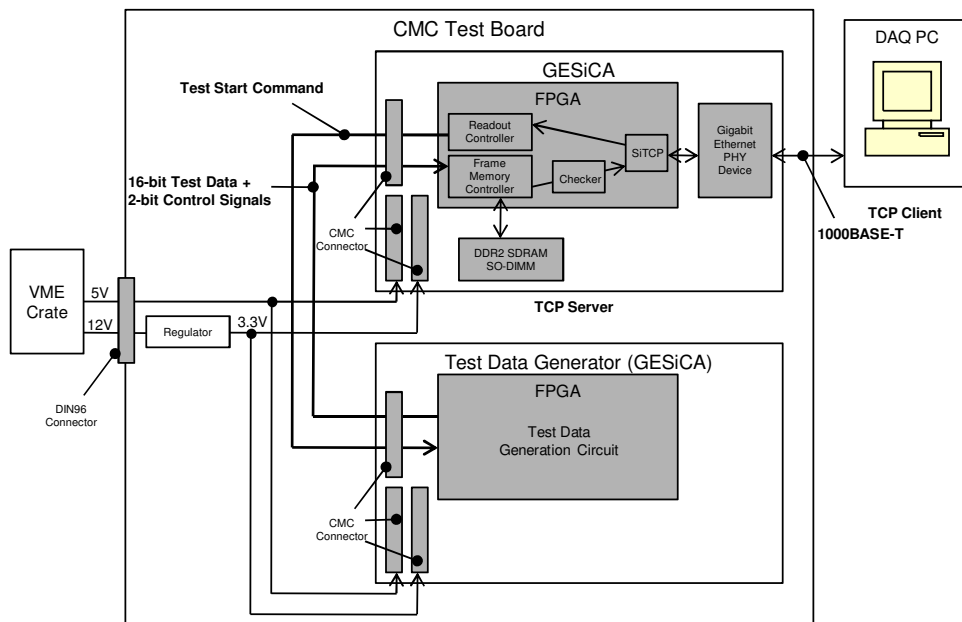 CMC Test Board
DAQ PC
GESiCA
FPGA
Test Start Command
Readout
Controller
SiTCP
Gigabit
Ethernet
PHY
Device
Frame
Memory
Controller
Checker
16-bit Test Data +
2-bit Control Signals
TCP Client
1000BASE-T
CMC
Connector
DDR2 SDRAM
SO-DIMM
VME
Crate
5V
12V
Regulator
3.3V
TCP Server
Test Data Generator (GESiCA)
FPGA
Test Data
Generation Circuit
DIN96
Connector
CMC
Connector